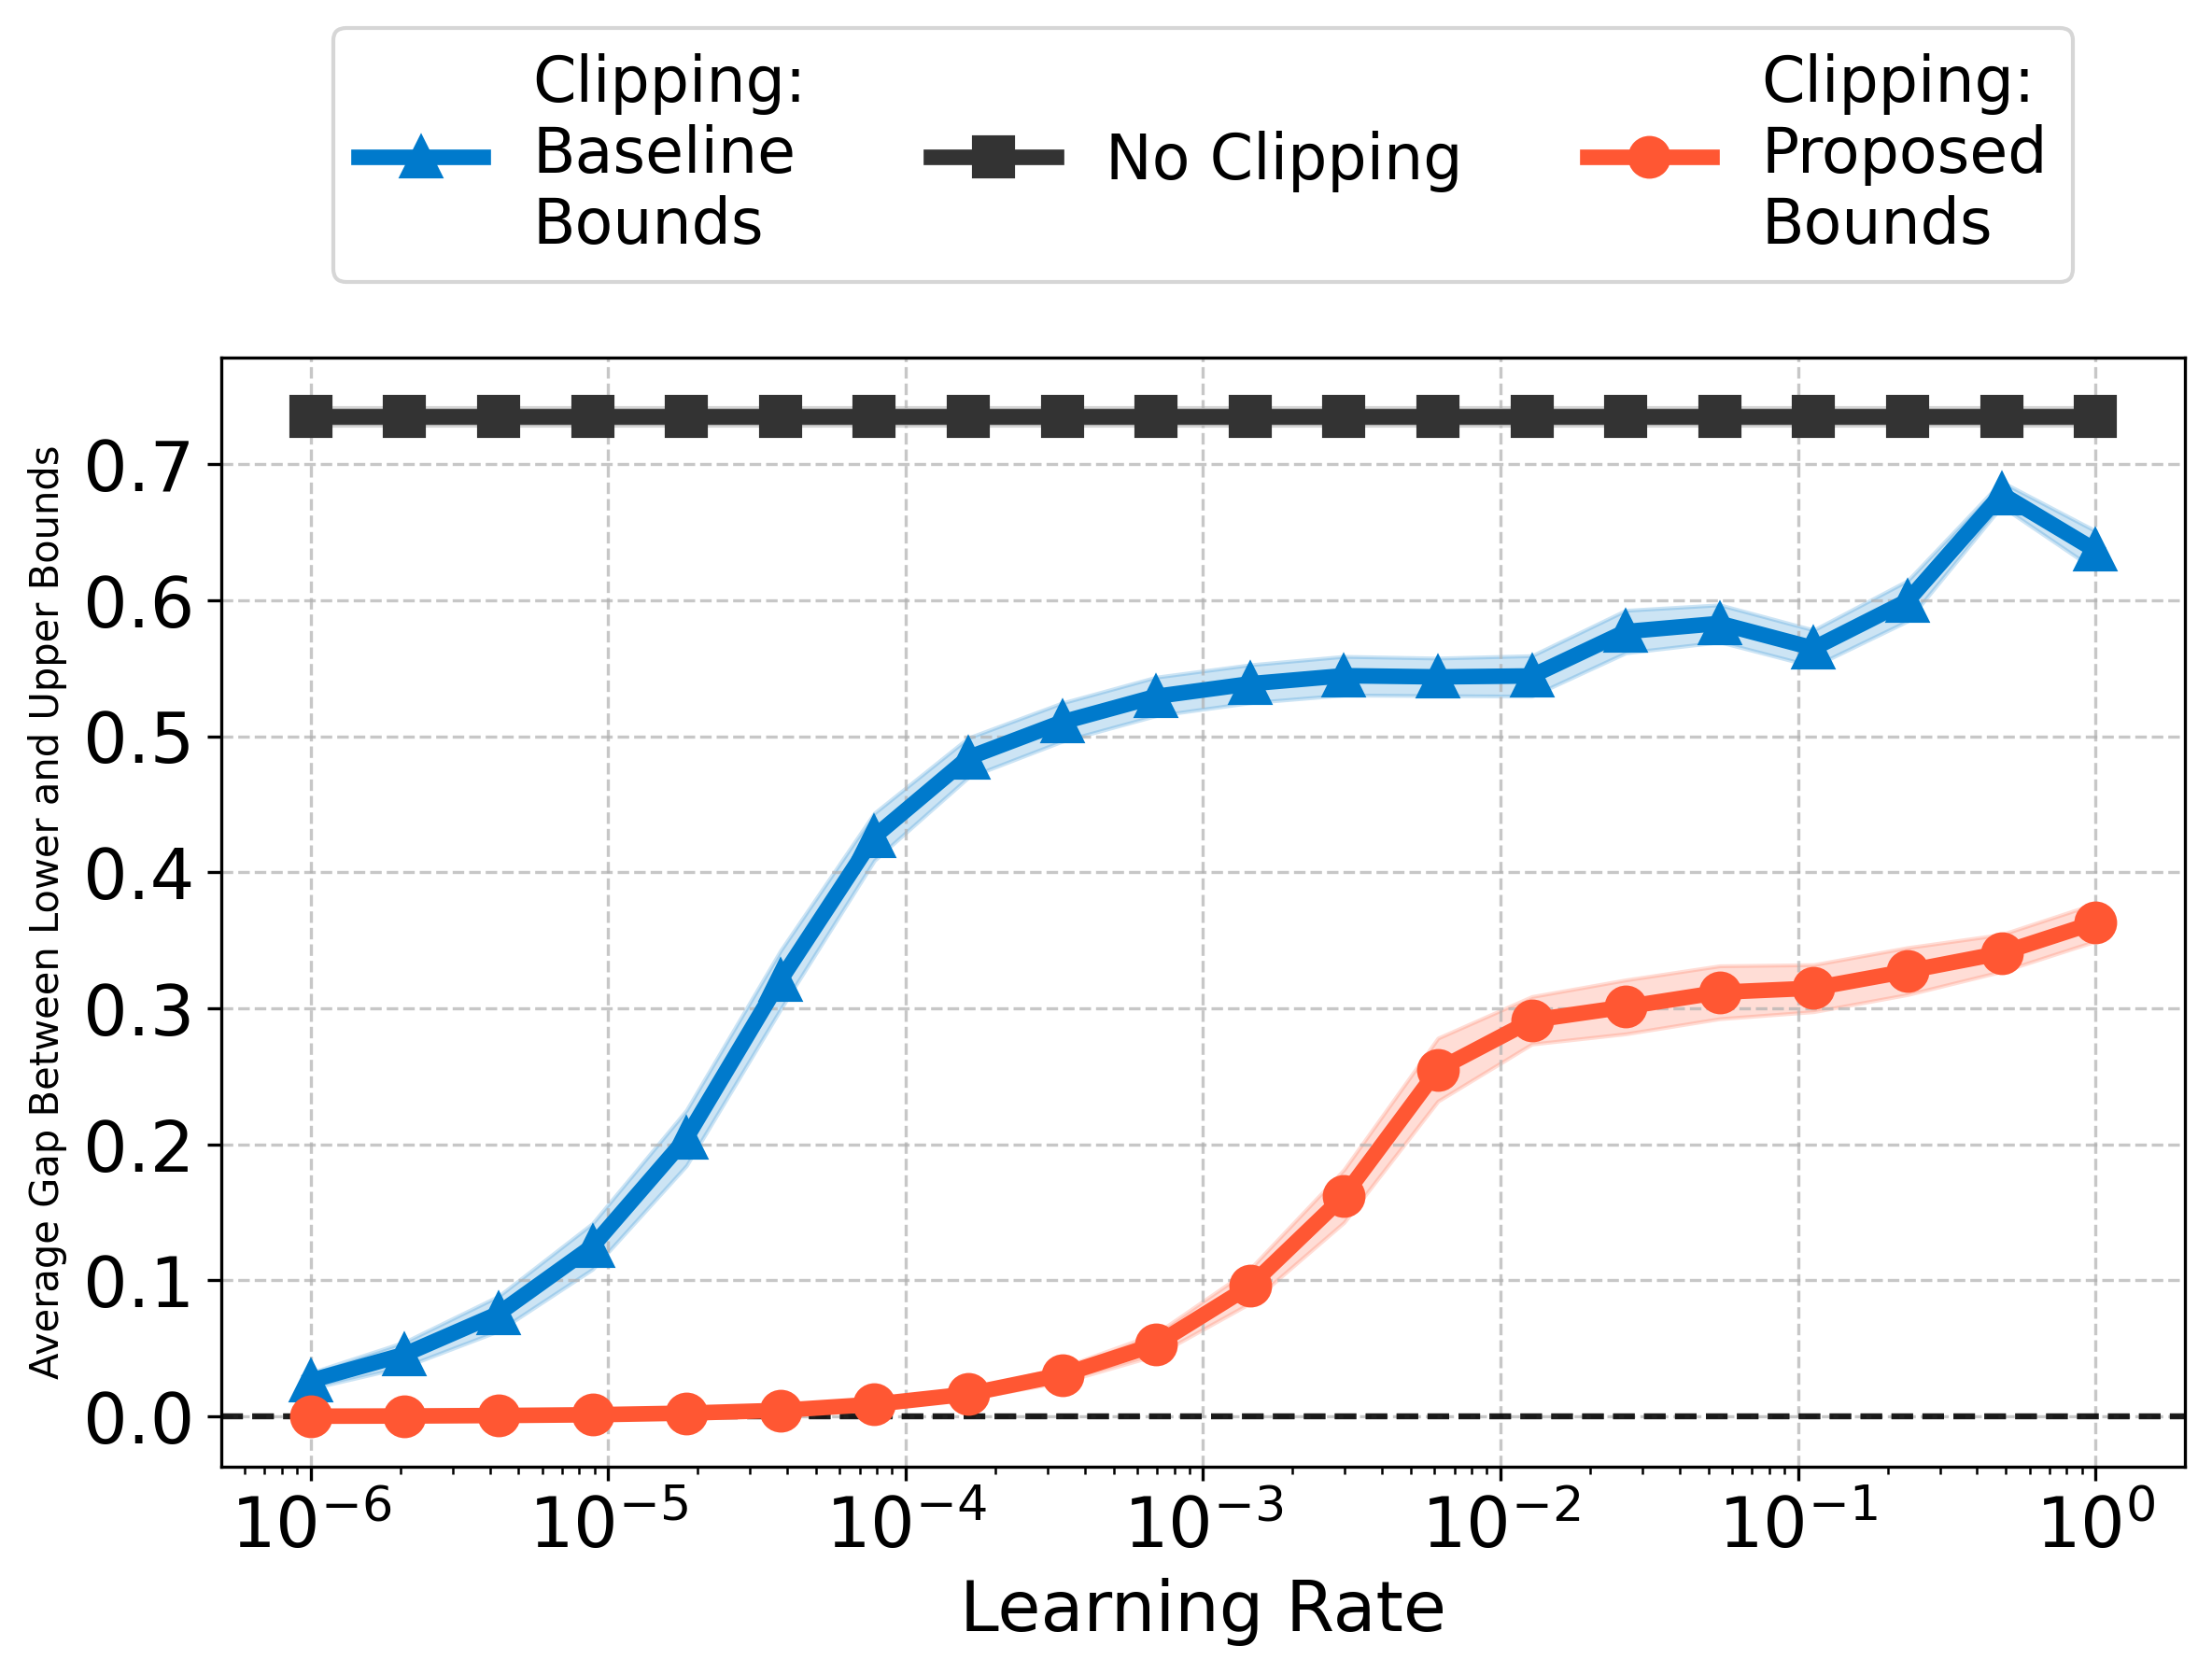 Clipping:
Baseline
Bounds
No Clipping
Clipping:
Proposed
Bounds
Average Gap Between Lower and Upper Bounds
0.7
0.6
0.5
0.4
0.3
0.2
0.1
0.0
10⁻⁶ 10⁻⁵ 10⁻⁴ 10⁻³ 10⁻² 10⁻¹ 10⁰
Learning Rate